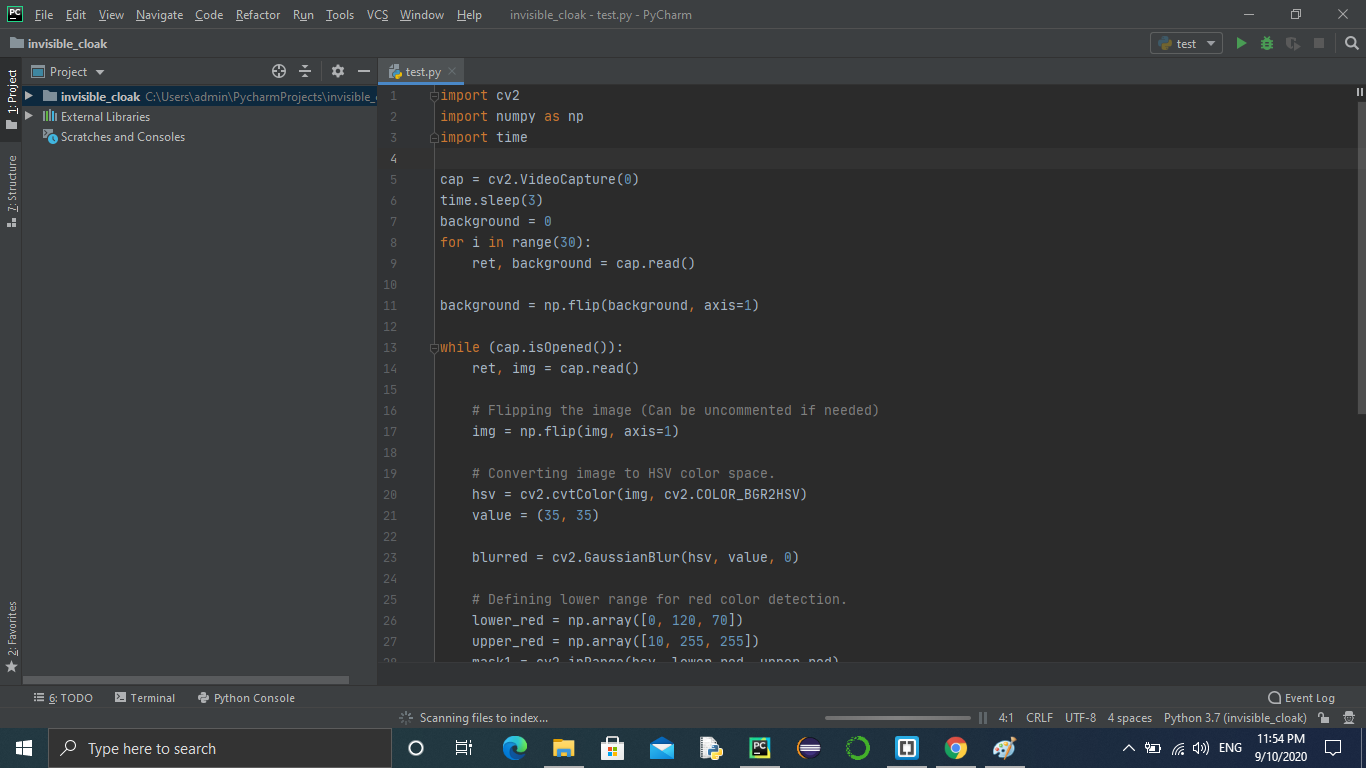 PC File Edit View Navigate Code Refactor Run Tools VCS Window Help invisible_cloak - test.py - PyCharm
invisible_cloak
test
1: Project
7: Structure
2: Favorites
Project
invisible_cloak C:\Users\admin\PycharmProjects\invisible_
External Libraries
Scratches and Consoles
test.py
1 import cv2
2 import numpy as np
3 import time
4
5 cap = cv2.VideoCapture(0)
6 time.sleep(3)
7 background = 0
8 for i in range(30):
9     ret, background = cap.read()
10
11 background = np.flip(background, axis=1)
12
13 while (cap.isOpened()):
14     ret, img = cap.read()
15
16     # Flipping the image (Can be uncommented if needed)
17     img = np.flip(img, axis=1)
18
19     # Converting image to HSV color space.
20     hsv = cv2.cvtColor(img, cv2.COLOR_BGR2HSV)
21     value = (35, 35)
22
23     blurred = cv2.GaussianBlur(hsv, value, 0)
24
25     # Defining lower range for red color detection.
26     lower_red = np.array([0, 120, 70])
27     upper_red = np.array([10, 255, 255])
28     mask1 = cv2.inRange(hsv, lower_red, upper_red)
6: TODO Terminal Python Console Event Log
Scanning files to index... 4:1 CRLF UTF-8 4 spaces Python 3.7 (invisible_cloak)
Type here to search
PC
ENG
11:54 PM
9/10/2020